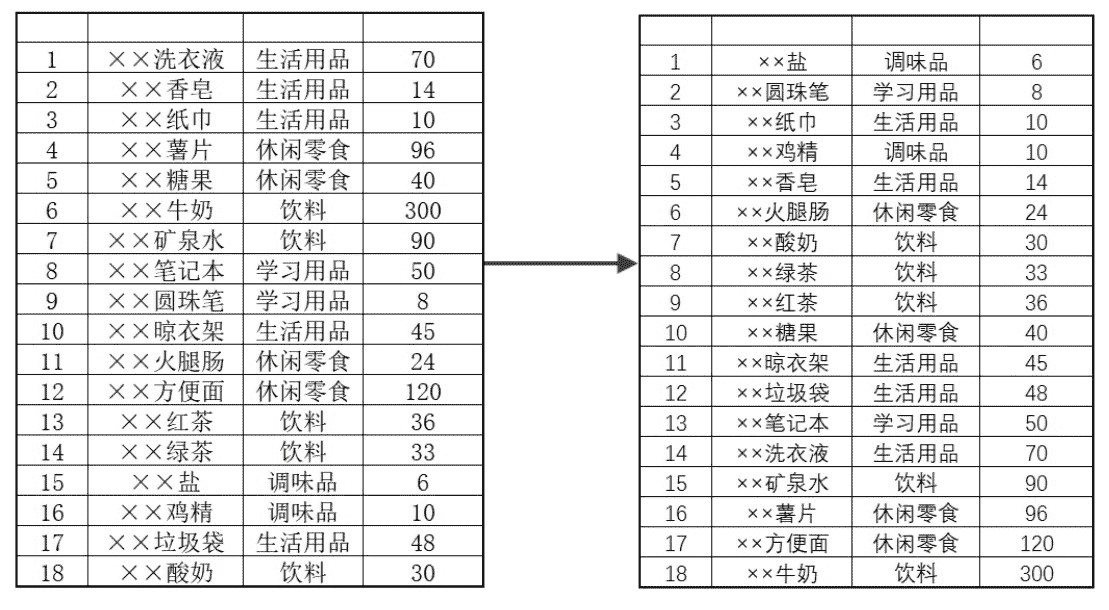 1 ××洗衣液 生活用品 70
2 ××香皂 生活用品 14
3 ××纸巾 生活用品 10
4 ××薯片 休闲零食 96
5 ××糖果 休闲零食 40
6 ××牛奶 饮料 300
7 ××矿泉水 饮料 90
8 ××笔记本 学习用品 50
9 ××圆珠笔 学习用品 8
10 ××晾衣架 生活用品 45
11 ××火腿肠 休闲零食 24
12 ××方便面 休闲零食 120
13 ××红茶 饮料 36
14 ××绿茶 饮料 33
15 ××盐 调味品 6
16 ××鸡精 调味品 10
17 ××垃圾袋 生活用品 48
18 ××酸奶 饮料 30
1 ××盐 调味品 6
2 ××圆珠笔 学习用品 8
3 ××纸巾 生活用品 10
4 ××鸡精 调味品 10
5 ××香皂 生活用品 14
6 ××火腿肠 休闲零食 24
7 ××酸奶 饮料 30
8 ××绿茶 饮料 33
9 ××红茶 饮料 36
10 ××糖果 休闲零食 40
11 ××晾衣架 生活用品 45
12 ××垃圾袋 生活用品 48
13 ××笔记本 学习用品 50
14 ××洗衣液 生活用品 70
15 ××矿泉水 饮料 90
16 ××薯片 休闲零食 96
17 ××方便面 休闲零食 120
18 ××牛奶 饮料 300